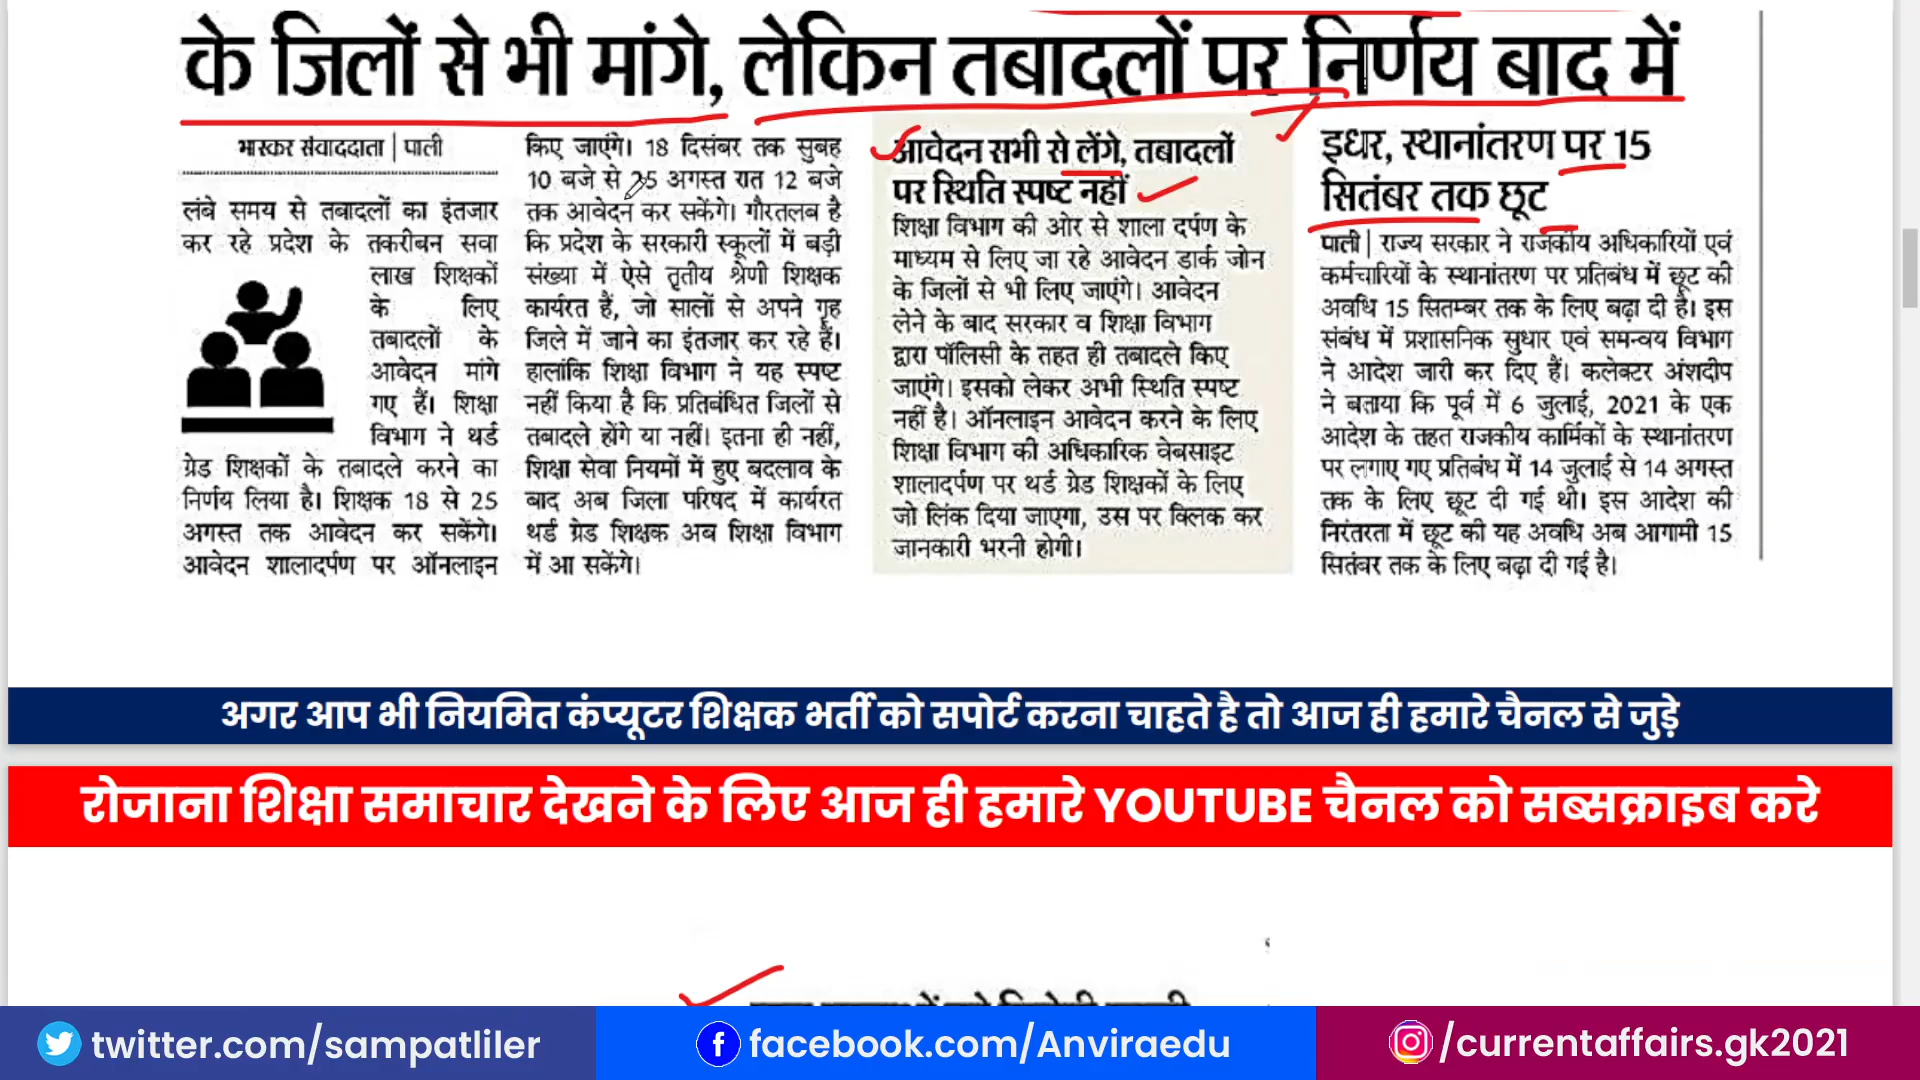 के जिलों से भी मांगे, लेकिन तबादलों पर निर्णय बाद में
भास्कर संवाददाता | पाली
लंबे समय से तबादलों का इंतजार
कर रहे प्रदेश के तकरीबन सवा
लाख शिक्षकों
के लिए
तबादलों के
आवेदन मांगे
गए हैं। शिक्षा
विभाग ने थर्ड
ग्रेड शिक्षकों के तबादले करने का
निर्णय लिया है। शिक्षक 18 से 25
अगस्त तक आवेदन कर सकेंगे।
आवेदन शालादर्पण पर ऑनलाइन
किए जाएंगे। 18 दिसंबर तक सुबह
10 बजे से 25 अगस्त रात 12 बजे
तक आवेदन कर सकेंगे। गौरतलब है
कि प्रदेश के सरकारी स्कूलों में बड़ी
संख्या में ऐसे तृतीय श्रेणी शिक्षक
कार्यरत हैं, जो सालों से अपने गृह
जिले में जाने का इंतजार कर रहे हैं।
हालांकि शिक्षा विभाग ने यह स्पष्ट
नहीं किया है कि प्रतिबंधित जिलों से
तबादले होंगे या नहीं। इतना ही नहीं,
शिक्षा सेवा नियमों में हुए बदलाव के
बाद अब जिला परिषद में कार्यरत
थर्ड ग्रेड शिक्षक अब शिक्षा विभाग
में आ सकेंगे।
आवेदन सभी से लेंगे, तबादलों
पर स्थिति स्पष्ट नहीं
शिक्षा विभाग की ओर से शाला दर्पण के
माध्यम से लिए जा रहे आवेदन डार्क जोन
के जिलों से भी लिए जाएंगे। आवेदन
लेने के बाद सरकार व शिक्षा विभाग
द्वारा पॉलिसी के तहत ही तबादले किए
जाएंगे। इसको लेकर अभी स्थिति स्पष्ट
नहीं है। ऑनलाइन आवेदन करने के लिए
शिक्षा विभाग की अधिकारिक वेबसाइट
शालादर्पण पर थर्ड ग्रेड शिक्षकों के लिए
जो लिंक दिया जाएगा, उस पर क्लिक कर
जानकारी भरनी होगी।
इधर, स्थानांतरण पर 15
सितंबर तक छूट
पाली | राज्य सरकार ने राजकीय अधिकारियों एवं
कर्मचारियों के स्थानांतरण पर प्रतिबंध में छूट की
अवधि 15 सितम्बर तक के लिए बढ़ा दी है। इस
संबंध में प्रशासनिक सुधार एवं समन्वय विभाग
ने आदेश जारी कर दिए हैं। कलेक्टर अंशदीप
ने बताया कि पूर्व में 6 जुलाई, 2021 के एक
आदेश के तहत राजकीय कार्मिकों के स्थानांतरण
पर लगाए गए प्रतिबंध में 14 जुलाई से 14 अगस्त
तक के लिए छूट दी गई थी। इस आदेश की
निरंतरता में छूट की यह अवधि अब आगामी 15
सितंबर तक के लिए बढ़ा दी गई है।
अगर आप भी नियमित कंप्यूटर शिक्षक भर्ती को सपोर्ट करना चाहते है तो आज ही हमारे चैनल से जुड़े
रोजाना शिक्षा समाचार देखने के लिए आज ही हमारे YOUTUBE चैनल को सब्सक्राइब करे
twitter.com/sampatliler
facebook.com/Anviraedu
/currentaffairs.gk2021